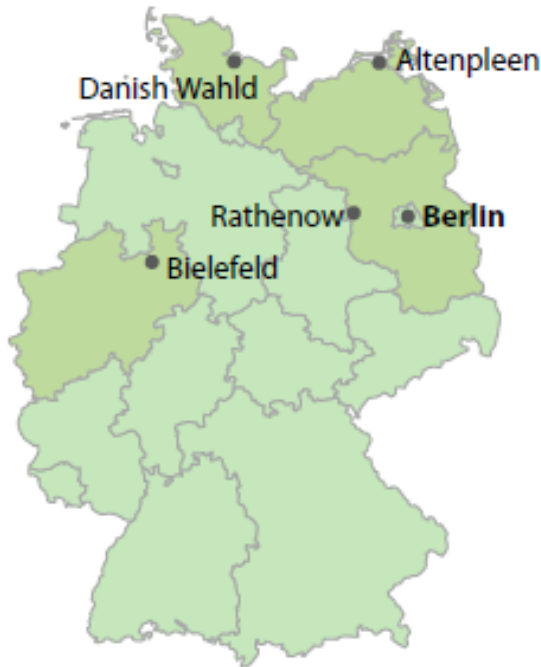 Altenpleen
Danish Wahld
Rathenow
Berlin
Bielefeld